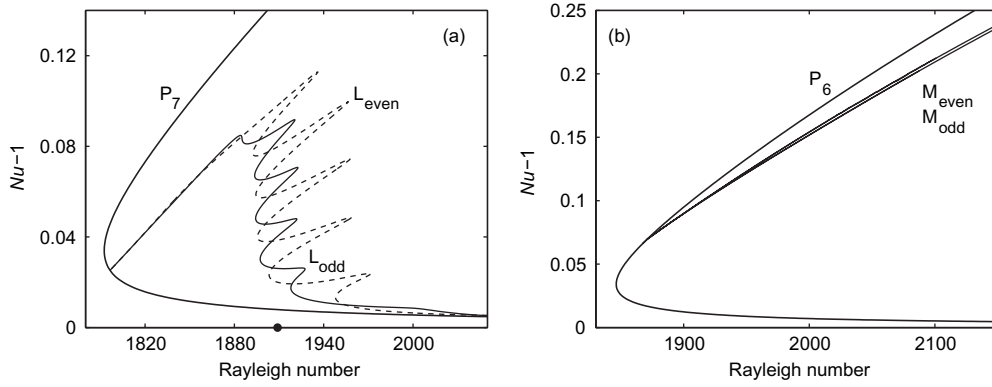 (a)
P7
Leven
Lodd
0.12
0.08
0.04
0
Nu−1
1820 1880 1940 2000
Rayleigh number
(b)
P6
Meven
Modd
0.25
0.2
0.15
0.1
0.05
0
Nu−1
1900 2000 2100
Rayleigh number